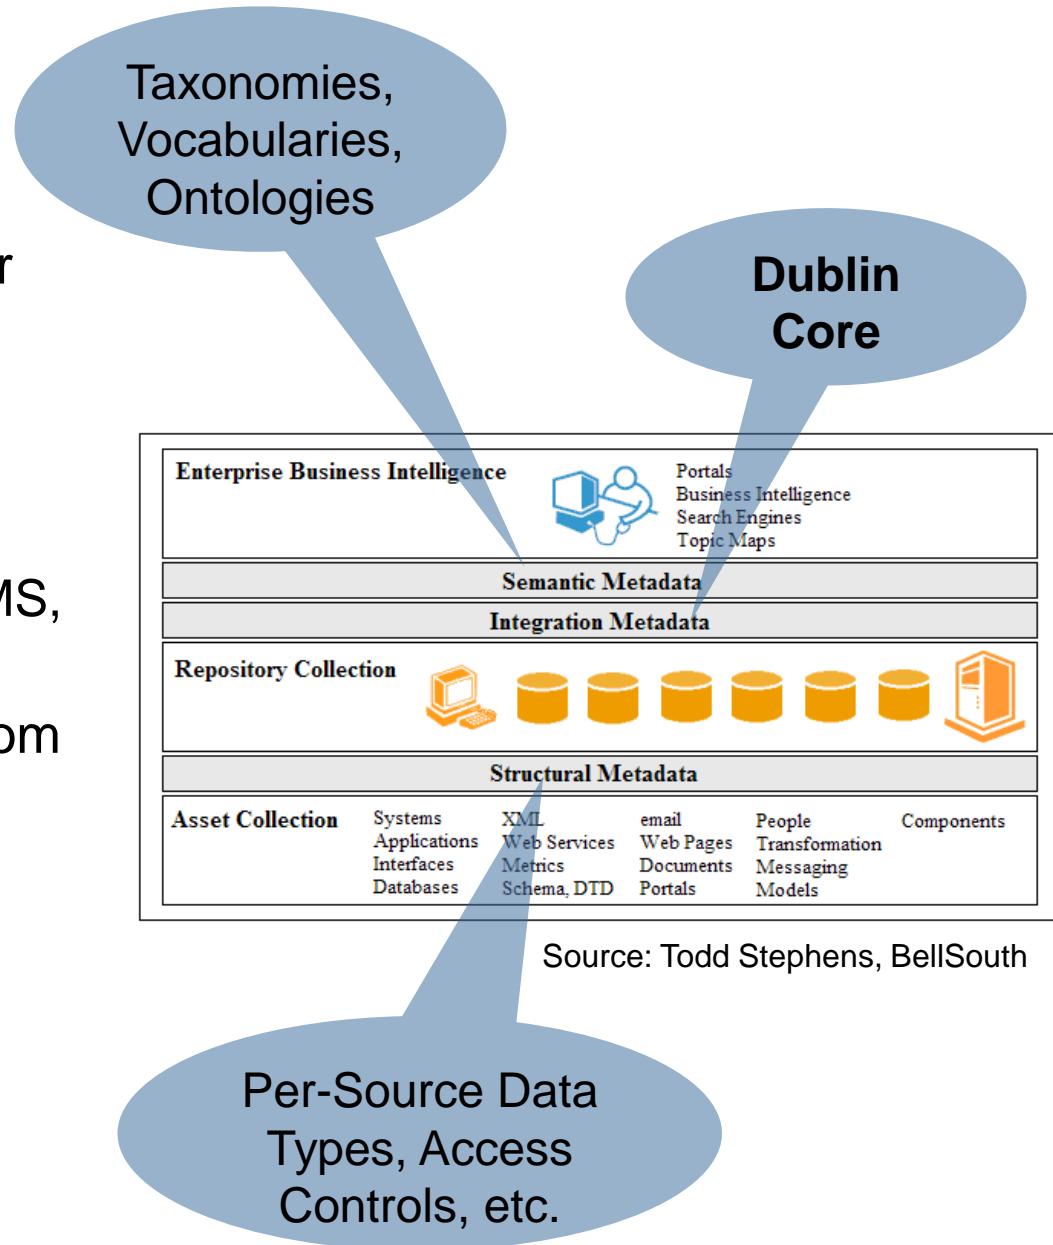 Taxonomies,
Vocabularies,
Ontologies
r
Dublin
Core
Enterprise Business Intelligence
Portals
Business Intelligence
Search Engines
Topic Maps
Semantic Metadata
Integration Metadata
MS,
Repository Collection
om
Structural Metadata
Asset Collection
Systems
Applications
Interfaces
Databases
XML
Web Services
Metrics
Schema, DTD
email
Web Pages
Documents
Portals
People
Transformation
Messaging
Models
Components
Source: Todd Stephens, BellSouth
Per-Source Data
Types, Access
Controls, etc.